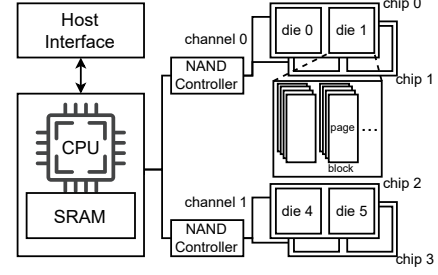 Host
Interface
CPU
SRAM
channel 0
NAND
Controller
chip 0
die 0
die 1
chip 1
page
...
block
channel 1
NAND
Controller
chip 2
die 4
die 5
chip 3